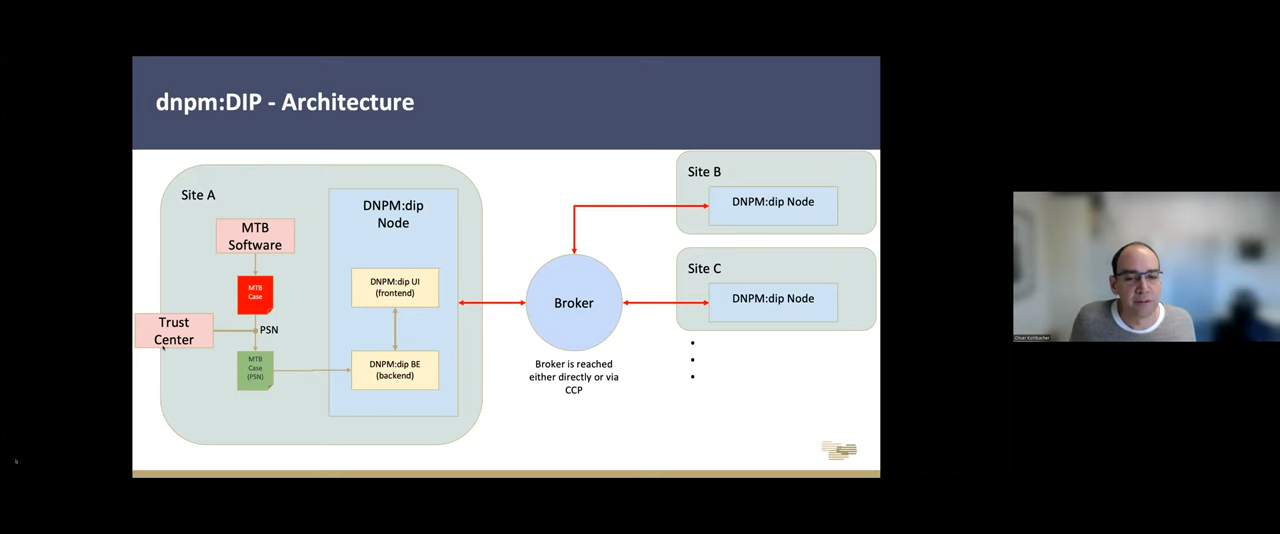 dnpm:DIP - Architecture
Site A
MTB
Software
MTB
Case
Trust
Center
PSN
MTB
Case
(PSN)
DNPM:dip
Node
DNPM:dip UI
(frontend)
DNPM:dip BE
(backend)
Broker
Broker is reached
either directly or via
CCP
Site B
DNPM:dip Node
Site C
DNPM:dip Node
Oliver Kohlbacher